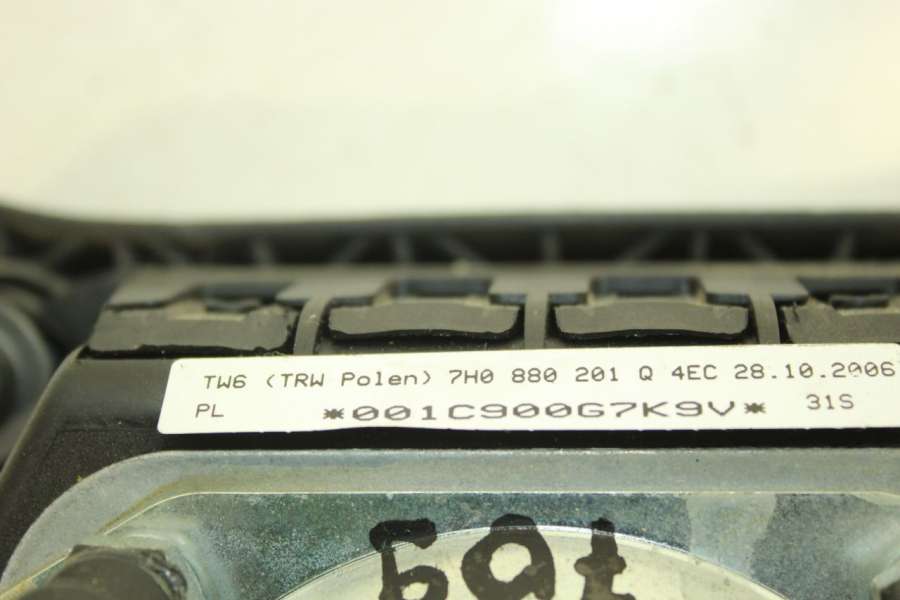 TW6 (TRW Polen) 7H0 880 201 Q 4EC 28.10.2006
PL *001C900G7K9V* 31S